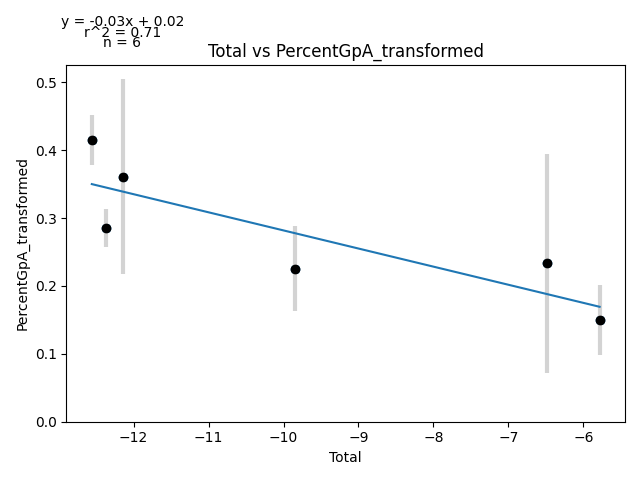 y = -0.03x + 0.02
r^2 = 0.71
n = 6
Total vs PercentGpA_transformed
PercentGpA_transformed
0.5
0.4
0.3
0.2
0.1
0.0
−12
−11
−10
−9
−8
−7
−6
Total